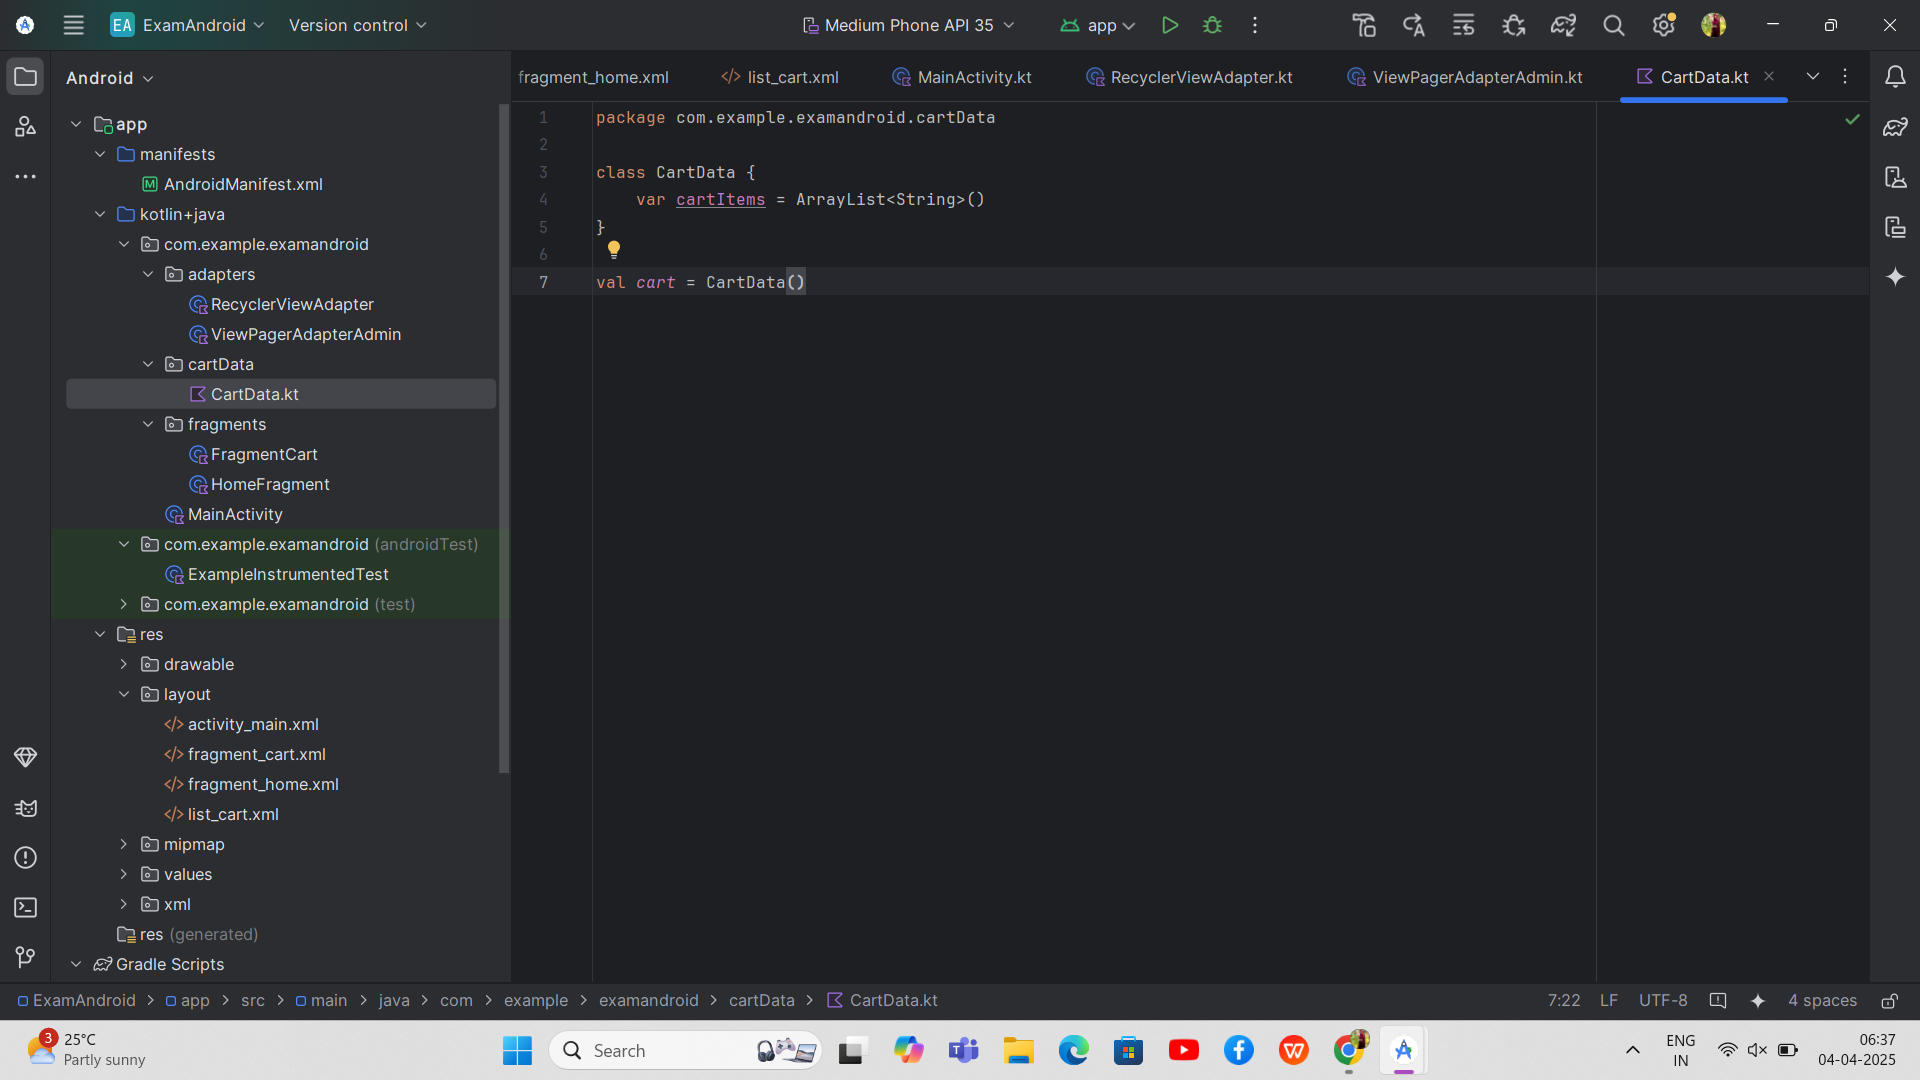 EA ExamAndroid Version control Medium Phone API 35 app
Android
fragment_home.xml list_cart.xml MainActivity.kt RecyclerViewAdapter.kt ViewPagerAdapterAdmin.kt CartData.kt
app
manifests
M AndroidManifest.xml
kotlin+java
com.example.examandroid
adapters
RecyclerViewAdapter
ViewPagerAdapterAdmin
cartData
CartData.kt
fragments
FragmentCart
HomeFragment
MainActivity
com.example.examandroid (androidTest)
ExampleInstrumentedTest
com.example.examandroid (test)
res
drawable
layout
activity_main.xml
fragment_cart.xml
fragment_home.xml
list_cart.xml
mipmap
values
xml
res (generated)
Gradle Scripts
1 package com.example.examandroid.cartData
2
3 class CartData {
4 var cartItems = ArrayList<String>()
5 }
6
7 val cart = CartData()
ExamAndroid > app > src > main > java > com > example > examandroid > cartData > CartData.kt 7:22 LF UTF-8 4 spaces
3 25°C
Partly sunny
Search
ENG
IN
06:37
04-04-2025